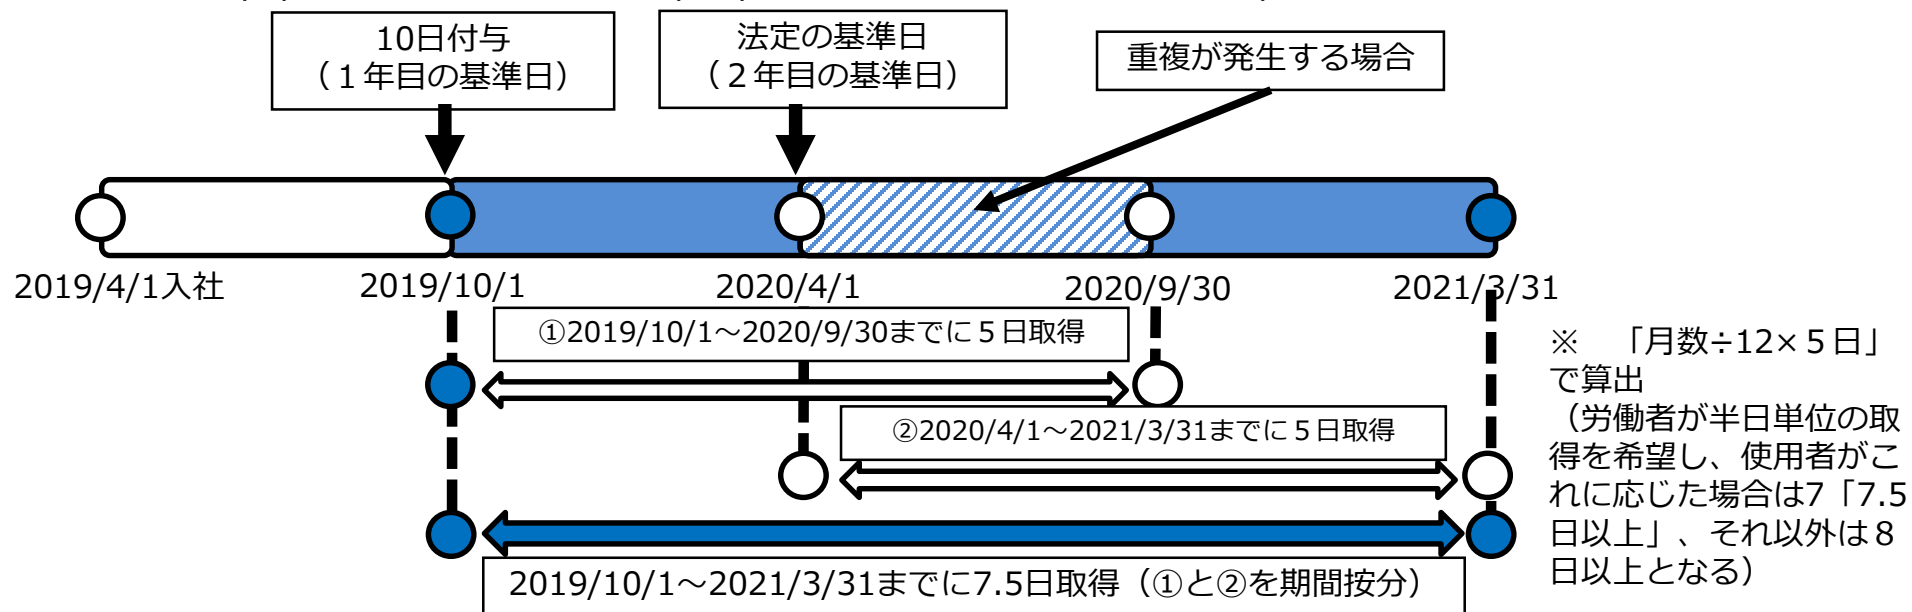 10日付与
（１年目の基準日）
法定の基準日
（２年目の基準日）
重複が発生する場合
2019/4/1入社
2019/10/1
2020/4/1
2020/9/30
2021/3/31
①2019/10/1～2020/9/30までに５日取得
②2020/4/1～2021/3/31までに５日取得
2019/10/1～2021/3/31までに7.5日取得（①と②を期間按分）
※　「月数÷12×５日」
で算出
（労働者が半日単位の取
得を希望し、使用者がこ
れに応じた場合は7「7.5
日以上」、それ以外は８
日以上となる）